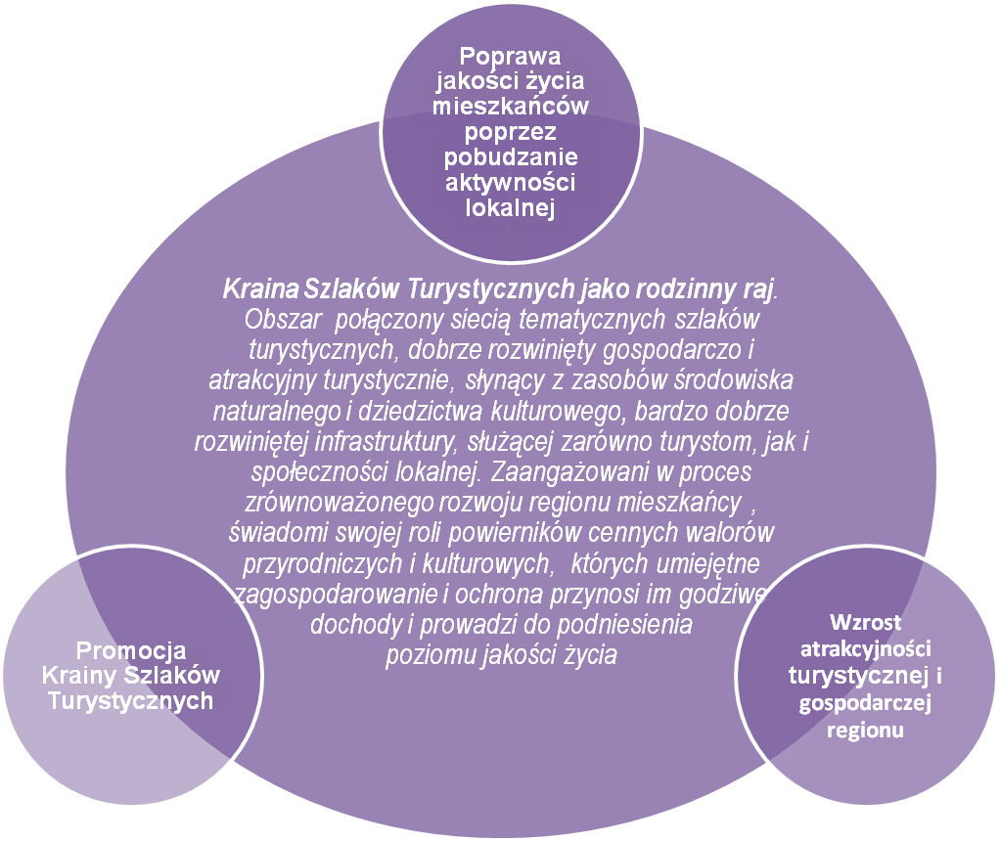 Poprawa
jakości życia
mieszkańców
poprzez
pobudzanie
aktywności
lokalnej
Kraina Szlaków Turystycznych jako rodzinny raj.
Obszar połączony siecią tematycznych szlaków
turystycznych, dobrze rozwinięty gospodarczo i
atrakcyjny turystycznie, słynący z zasobów środowiska
naturalnego i dziedzictwa kulturowego, bardzo dobrze
rozwiniętej infrastruktury, służącej zarówno turystom, jak i
społeczności lokalnej. Zaangażowani w proces
zrównoważonego rozwoju regionu mieszkańcy ,
świadomi swojej roli powierników cennych walorów
przyrodniczych i kulturowych, których umiejętne
zagospodarowanie i ochrona przynosi im godziwe
dochody i prowadzi do podniesienia
poziomu jakości życia
Promocja
Krainy Szlaków
Turystycznych
Wzrost
atrakcyjności
turystycznej i
gospodarczej
regionu